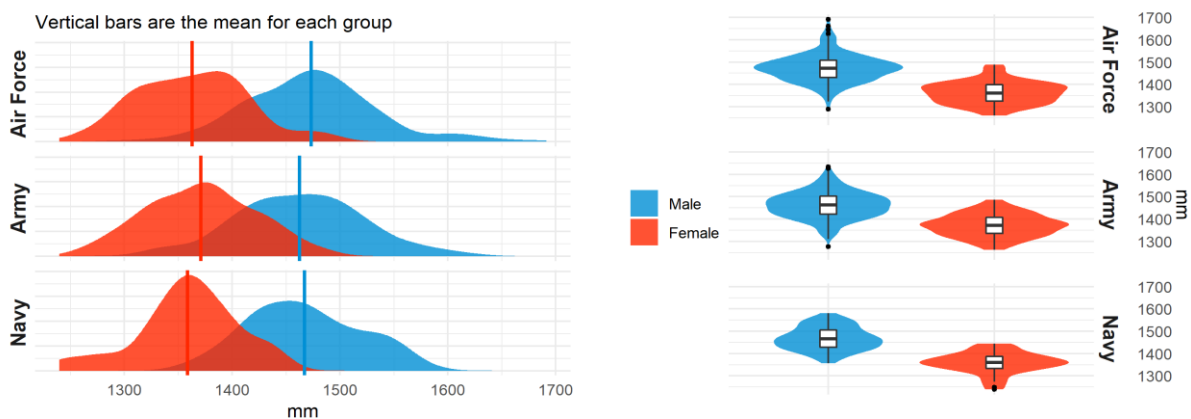 Vertical bars are the mean for each group
Air Force
Army
Navy
1300 1400 1500 1600 1700
mm
Male
Female
1700
1600
1500
1400
1300
Air Force
1700
1600
1500
1400
1300
Army
mm
1700
1600
1500
1400
1300
Navy